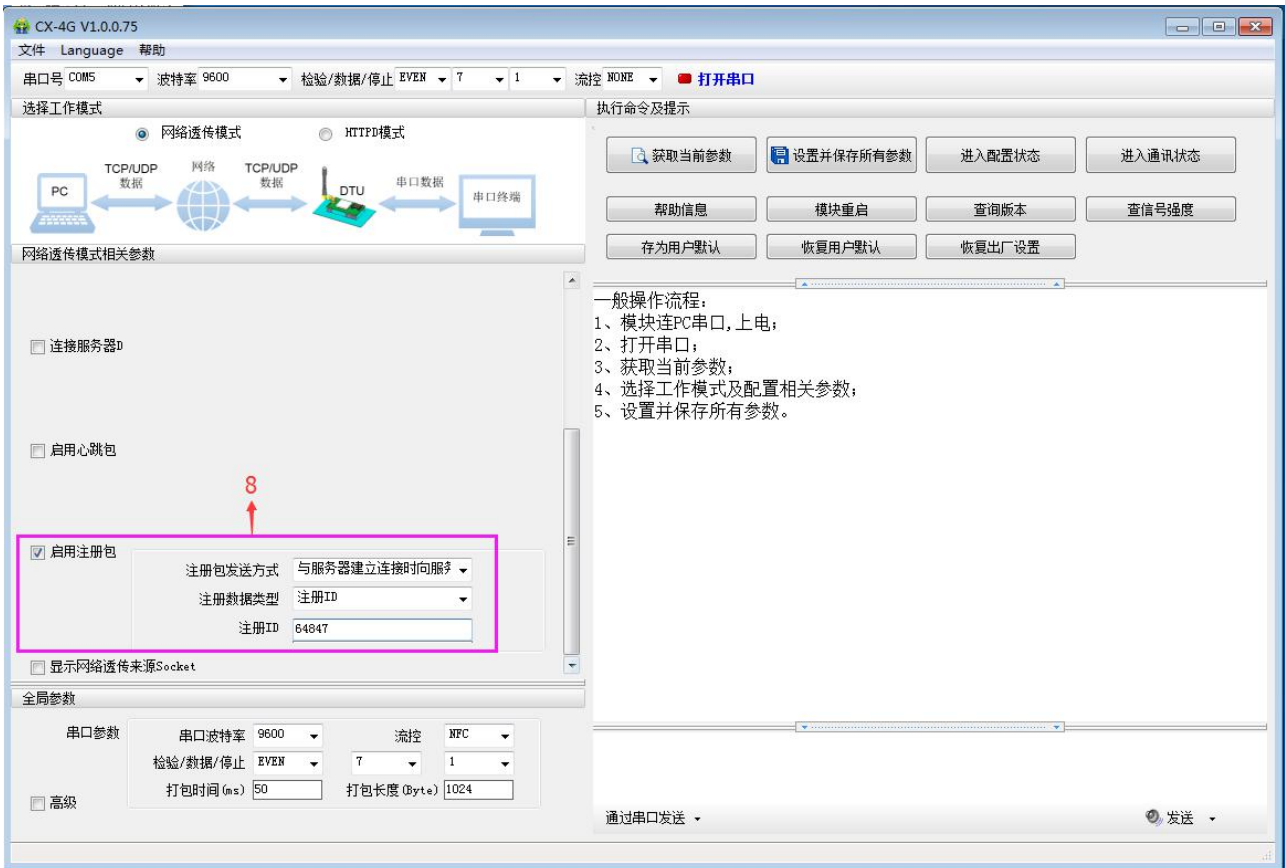 CX-4G V1.0.0.75
文件 Language 帮助
串口号 COM5 波特率 9600 检验/数据/停止 EVEN 7 1 流控 NONE 打开串口
选择工作模式
网络透传模式 HTTPD模式
PC
TCP/UDP
数据
网络
TCP/UDP
数据
DTU
串口数据
串口终端
网络透传模式相关参数
连接服务器D
启用心跳包
8
启用注册包
注册包发送方式 与服务器建立连接时向服务
注册数据类型 注册ID
注册ID 64847
显示网络透传来源Socket
全局参数
串口参数
串口波特率 9600 流控 NFC
检验/数据/停止 EVEN 7 1
打包时间(ms) 50 打包长度(Byte) 1024
高级
执行命令及提示
获取当前参数 设置并保存所有参数 进入配置状态 进入通讯状态
帮助信息 模块重启 查询版本 查信号强度
存为用户默认 恢复用户默认 恢复出厂设置
一般操作流程：
1、模块连PC串口,上电；
2、打开串口；
3、获取当前参数；
4、选择工作模式及配置相关参数；
5、设置并保存所有参数。
通过串口发送 发送